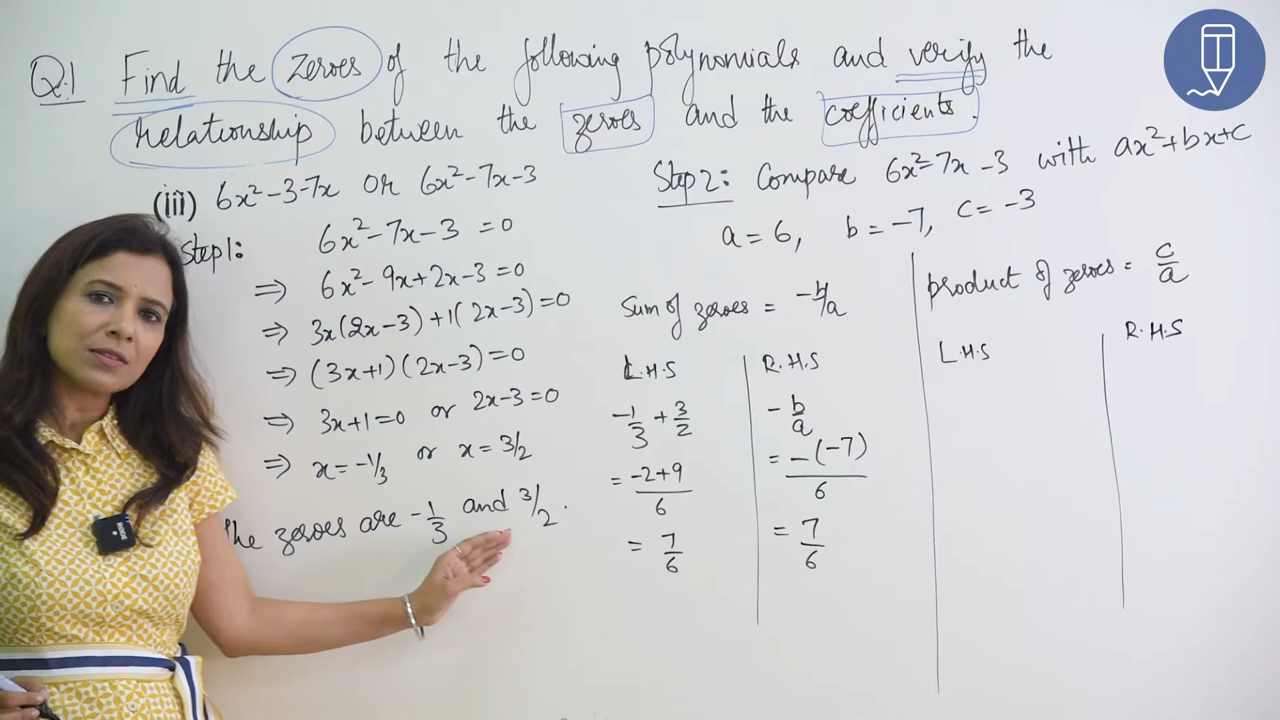 Q.1 Find the zeroes of the following polynomials and verify the
relationship between the zeroes and the coefficients.
(iii) 6x²-3-7x or 6x²-7x-3
Step1: 6x²-7x-3 =0
⇒ 6x²-9x+2x-3=0
⇒ 3x(2x-3)+1(2x-3)=0
⇒ (3x+1)(2x-3)=0
⇒ 3x+1=0 or 2x-3=0
⇒ x=-1/3 or x=3/2
The zeroes are -1/3 and 3/2.
Step2: Compare 6x²-7x-3 with ax²+bx+c
a=6, b=-7, c=-3
Sum of zeroes = -b/a
L.H.S
-1/3 + 3/2
= -2+9/6
= 7/6
R.H.S
-b/a
= -(-7)/6
= 7/6
product of zeroes = c/a
L.H.S
R.H.S